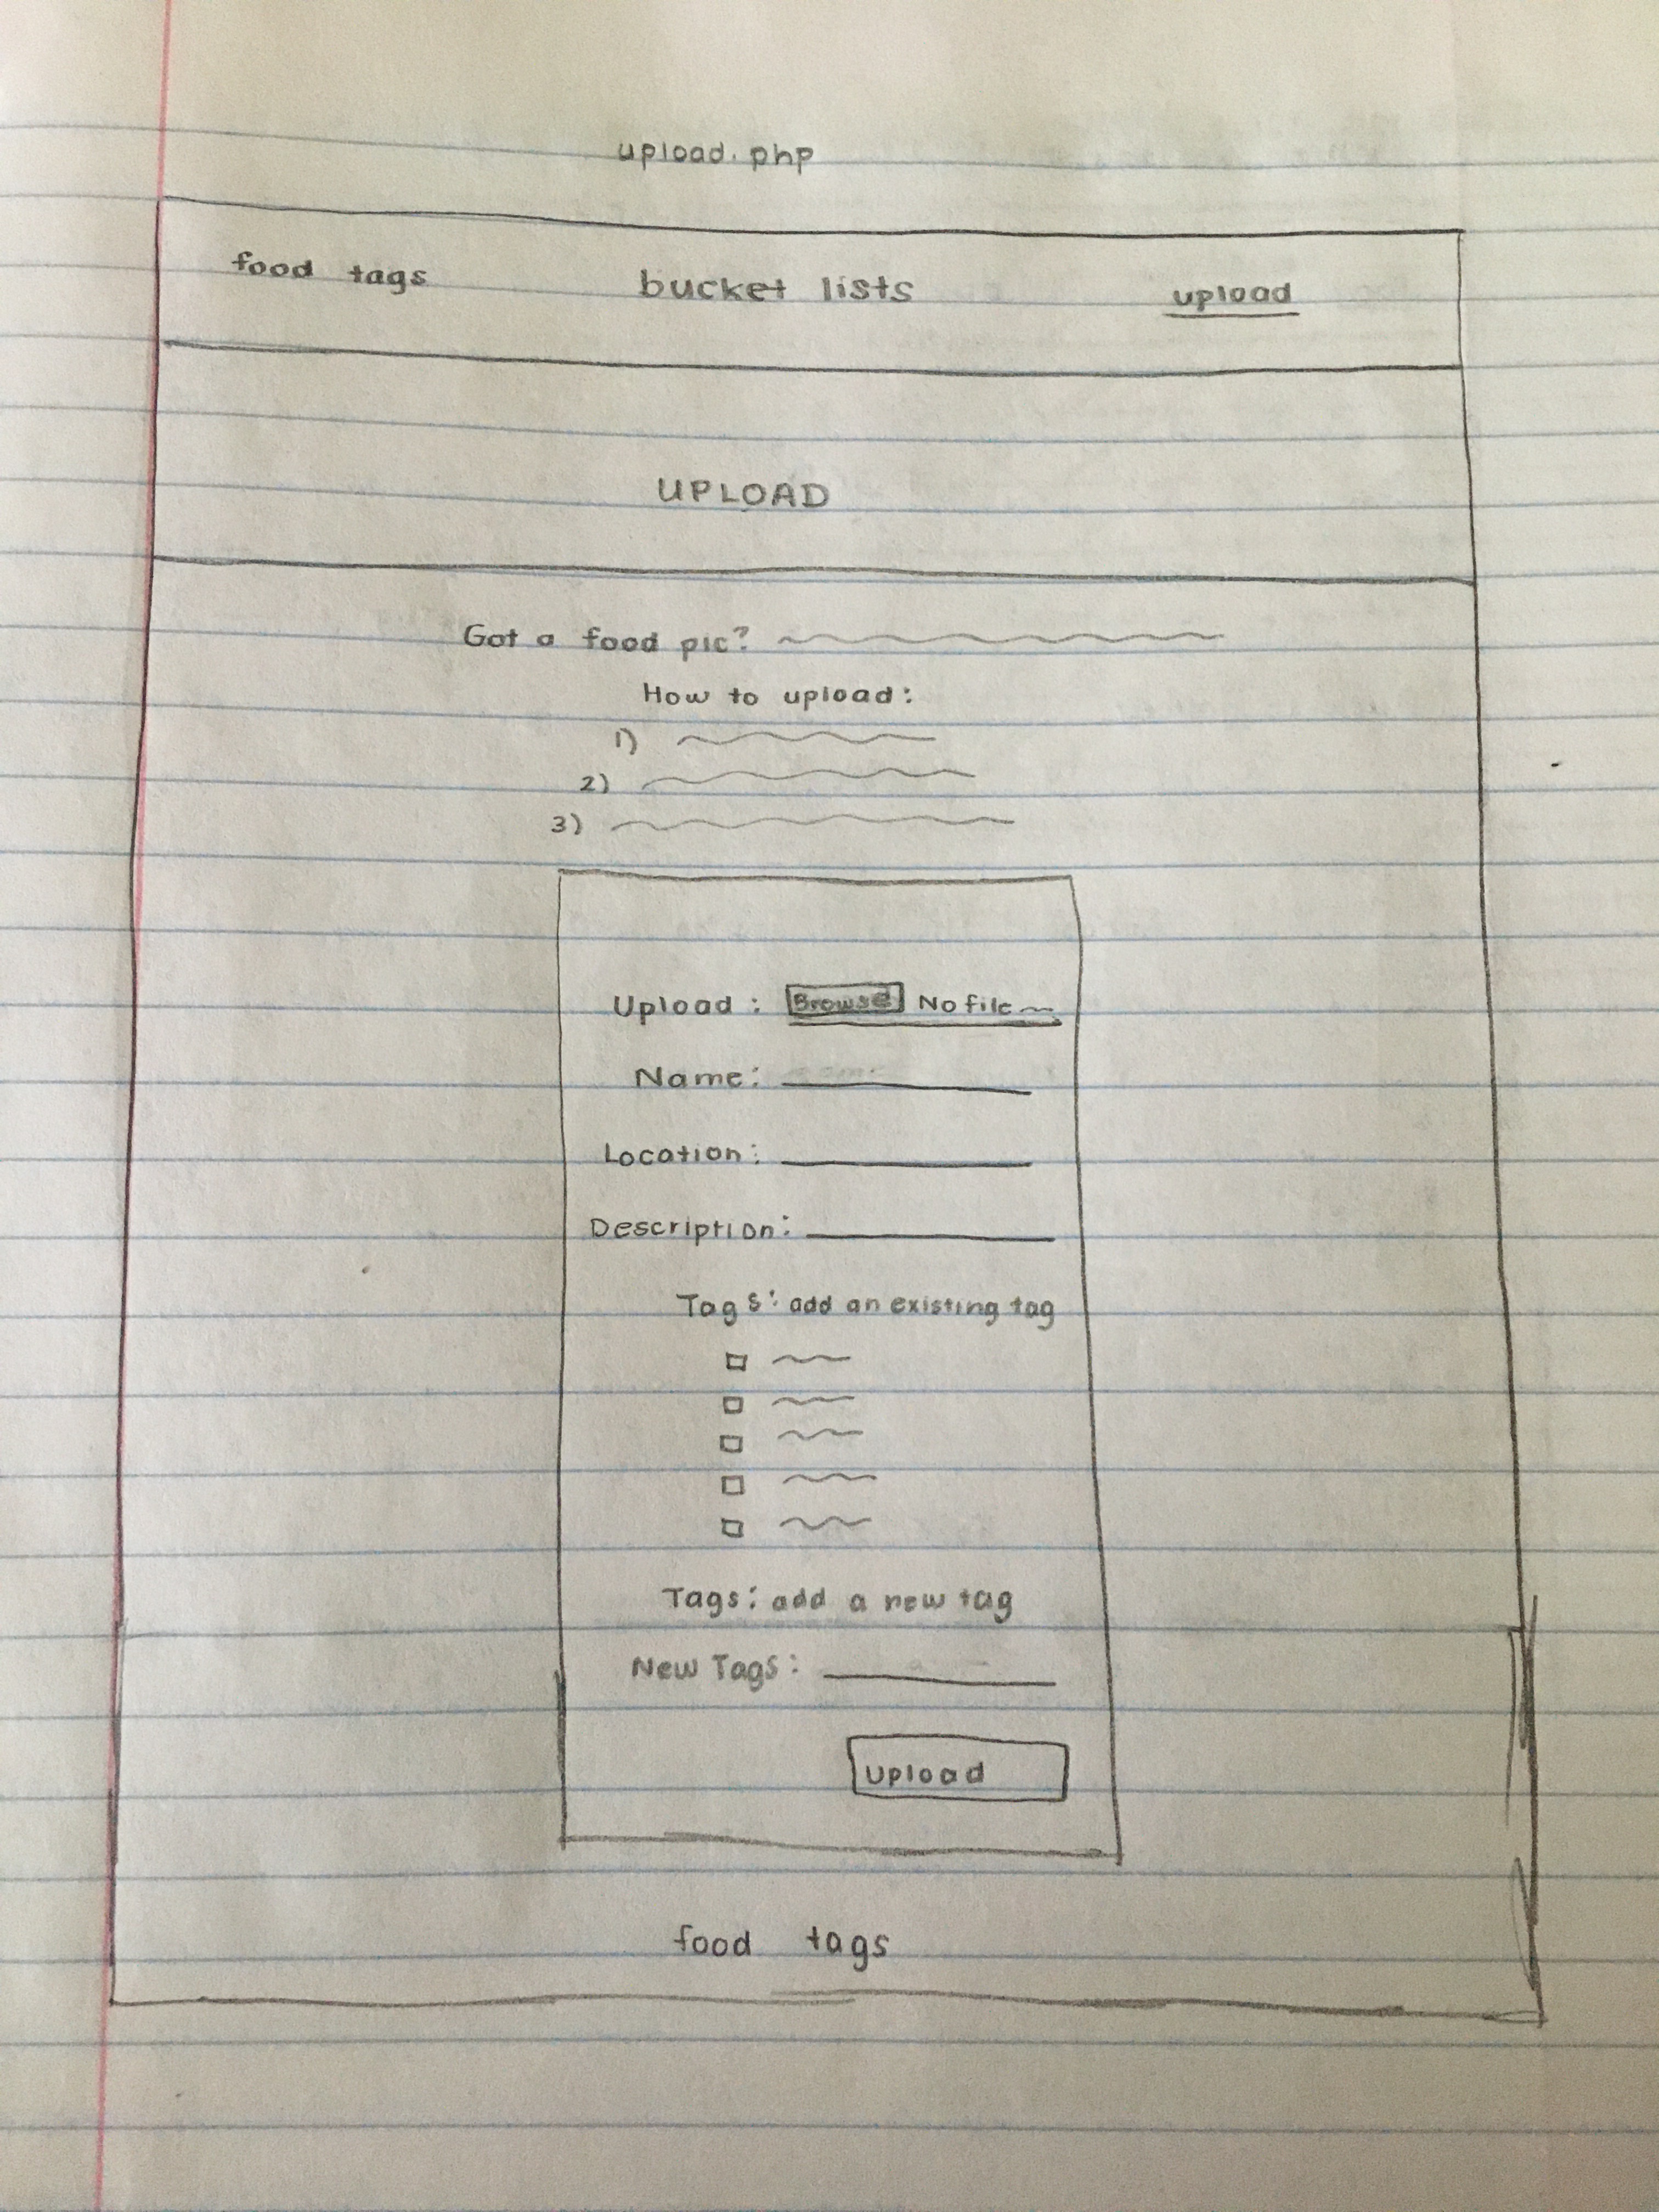 upload.php
food tags bucket lists upload
UPLOAD
Got a food pic?
How to upload:
1)
2)
3)
Upload: Browse No file
Name:
Location:
Description:
Tags: add an existing tag
Tags: add a new tag
New Tags:
Upload
food tags